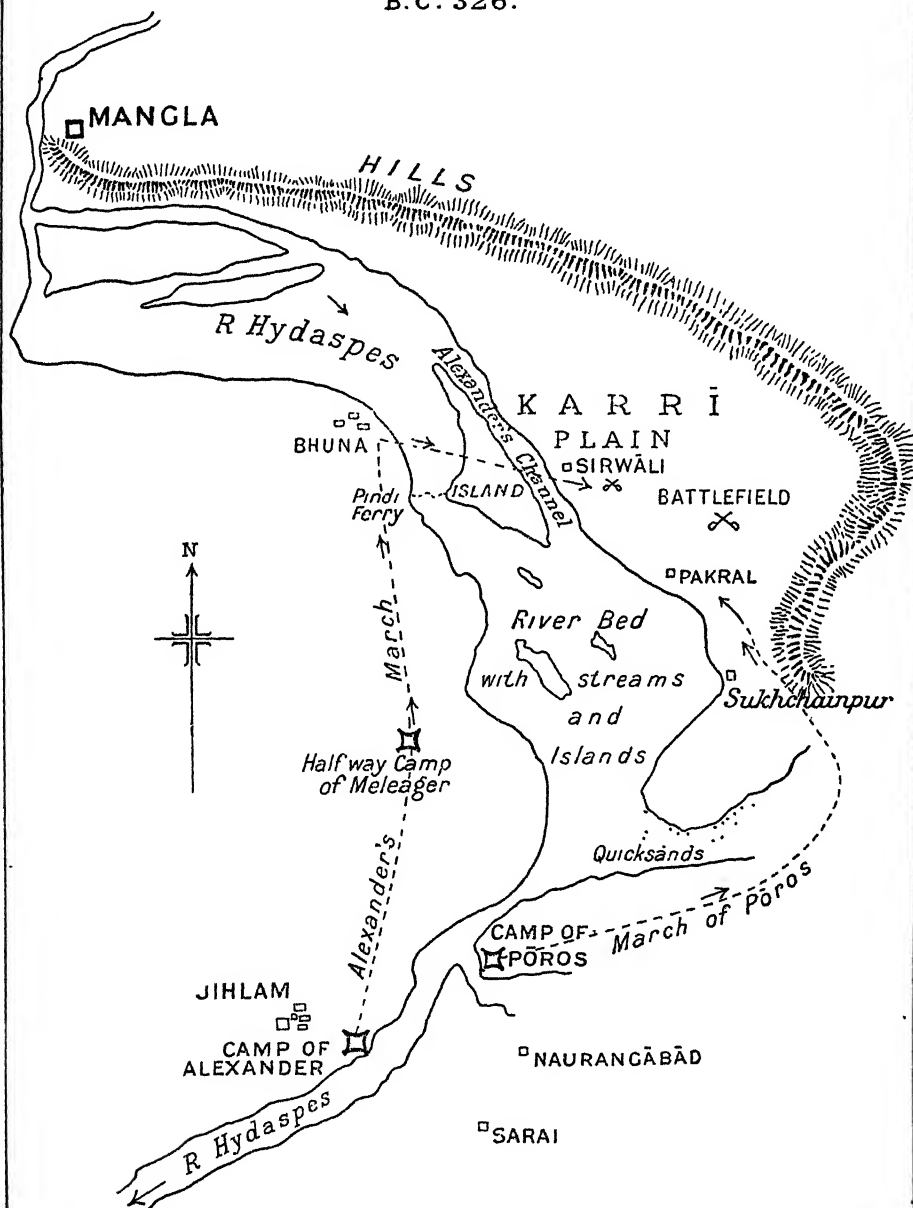 B.C. 326.
MANGLA
HILLS
R Hydaspes
Alexander's Channel
KARRĪ
PLAIN
SIRWĀLI
BHUNA
ISLAND
Pindi
Ferry
BATTLEFIELD
N
PAKRAL
River Bed
with streams
and
Islands
Sukhchainpur
Alexander's March
Halfway Camp
of Meleager
Quicksands
March of Pōros
CAMP OF
PŌROS
JIHLAM
CAMP OF
ALEXANDER
NAURANGĀBĀD
R Hydaspes
SARAI